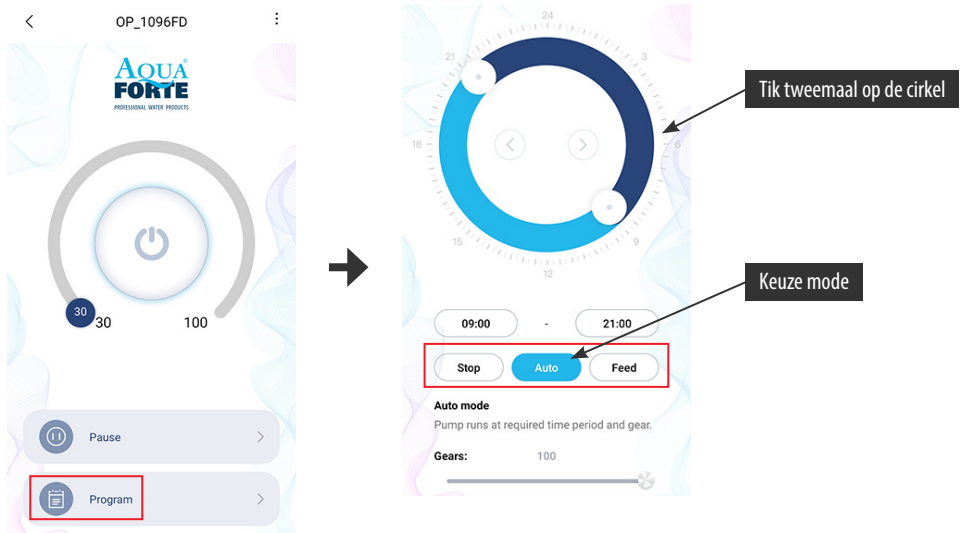 OP_1096FD
AQUA
FORTE
PROFESSIONAL WATER PRODUCTS
30
30
100
Pause
Program
24
21
3
18
6
15
9
12
09:00 - 21:00
Stop Auto Feed
Auto mode
Pump runs at required time period and gear.
Gears: 100
Tik tweemaal op de cirkel
Keuze mode